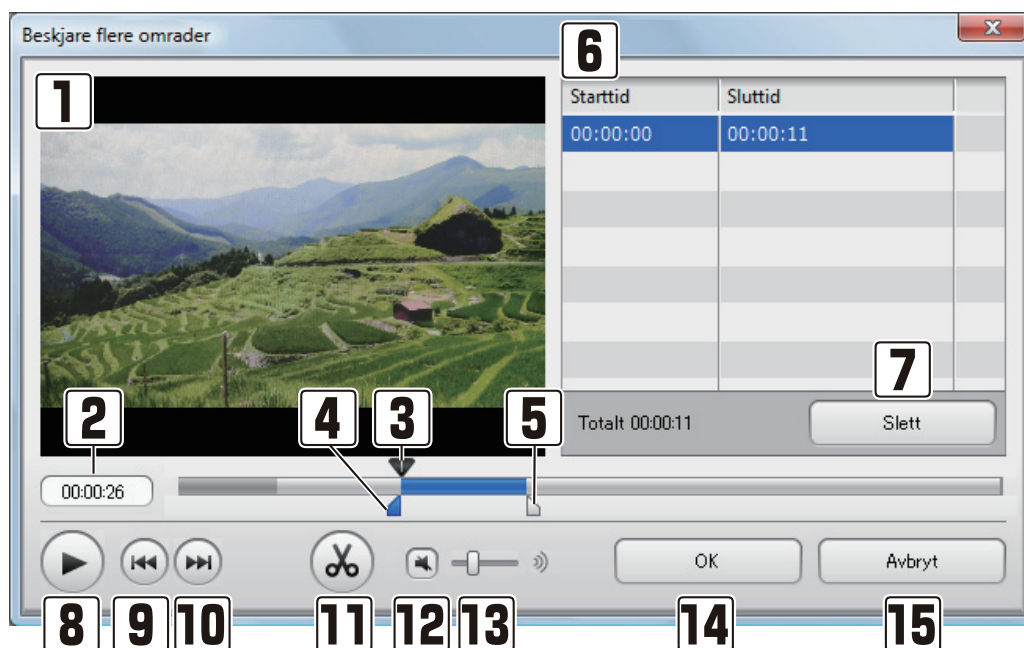 Beskjare flere omrader
6
1
Starttid Sluttid
00:00:00 00:00:11
7
2 4 3 5
Totalt 00:00:11 Slett
00:00:26
OK Avbryt
8 9 10 11 12 13 14 15